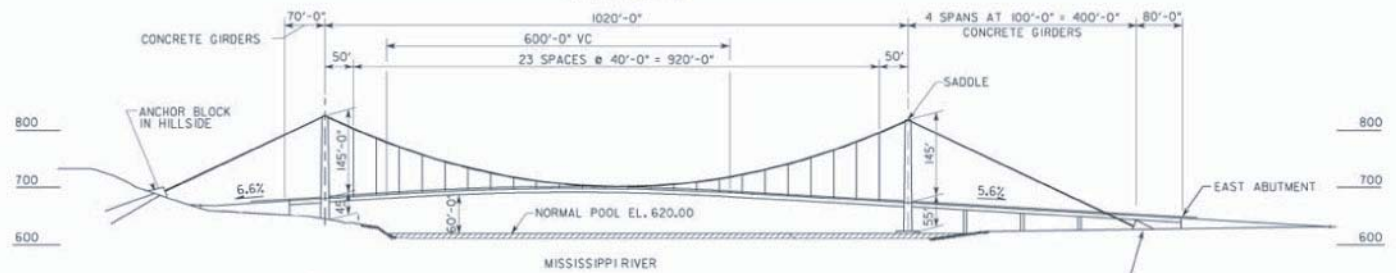 70'-0"
1020'-0"
4 SPANS AT 100'-0" = 400'-0"
80'-0"
CONCRETE GIRDERS
CONCRETE GIRDERS
600'-0" VC
50'
23 SPACES @ 40'-0" = 920'-0"
50'
SADDLE
ANCHOR BLOCK
IN HILLSIDE
800
800
145'-0"
145'
700
700
6.6%
5.6%
EAST ABUTMENT
45'
60'-0"
NORMAL POOL EL. 620.00
55'
600
600
MISSISSIPPI RIVER